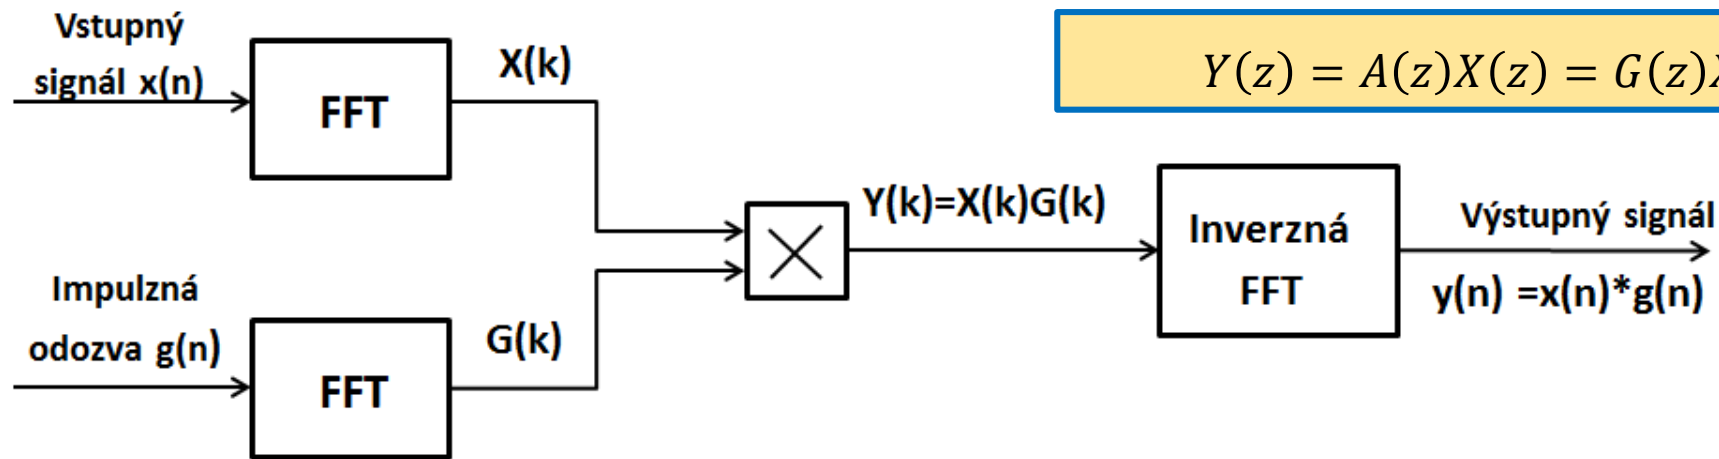 Vstupný
signál x(n)
FFT
X(k)
Y(z) = A(z)X(z) = G(z)
Impulzná
odozva g(n)
FFT
G(k)
Y(k)=X(k)G(k)
Inverzná
FFT
Výstupný signál
y(n) =x(n)*g(n)